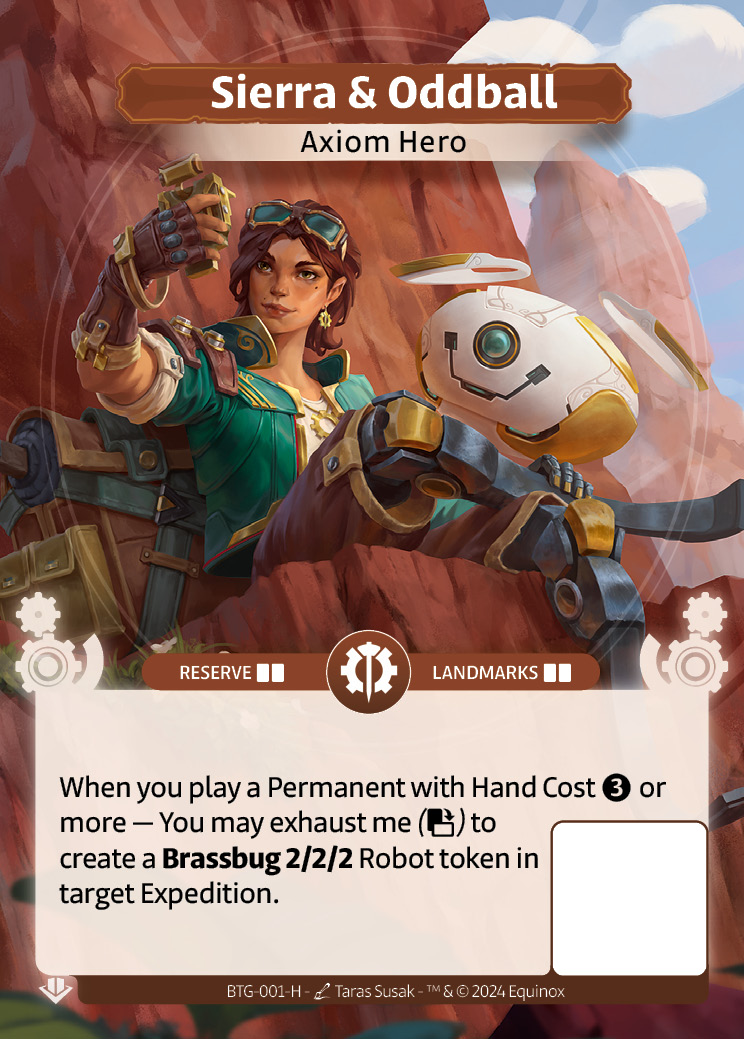 Sierra & Oddball
Axiom Hero
RESERVE
LANDMARKS
When you play a Permanent with Hand Cost 3 or
more — You may exhaust me () to
create a Brassbug 2/2/2 Robot token in
target Expedition.
BTG-001-H - Taras Susak - ™ & © 2024 Equinox